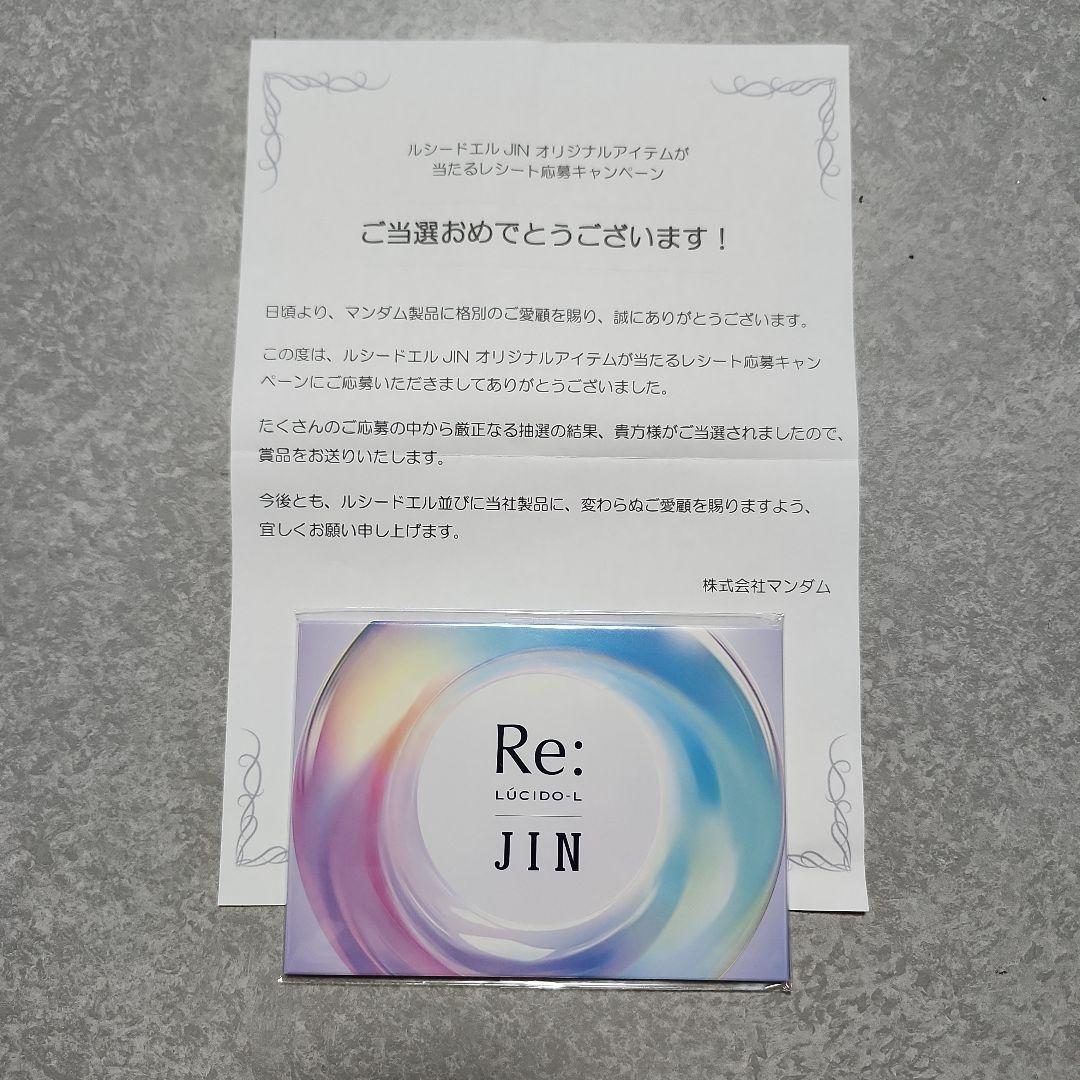 ルシードエル JIN オリジナルアイテムが
当たるレシート応募キャンペーン
ご当選おめでとうございます！
日頃より、マンダム製品に格別のご愛顧を賜り、誠にありがとうございます。
この度は、ルシードエル JIN オリジナルアイテムが当たるレシート応募キャン
ペーンにご応募いただきましてありがとうございました。
たくさんのご応募の中から厳正なる抽選の結果、貴方様がご当選されましたので、
賞品をお送りいたします。
今後とも、ルシードエル並びに当社製品に、変わらぬご愛顧を賜りますよう、
宜しくお願い申し上げます。
株式会社マンダム
Re:
LÚCIDO-L
JIN